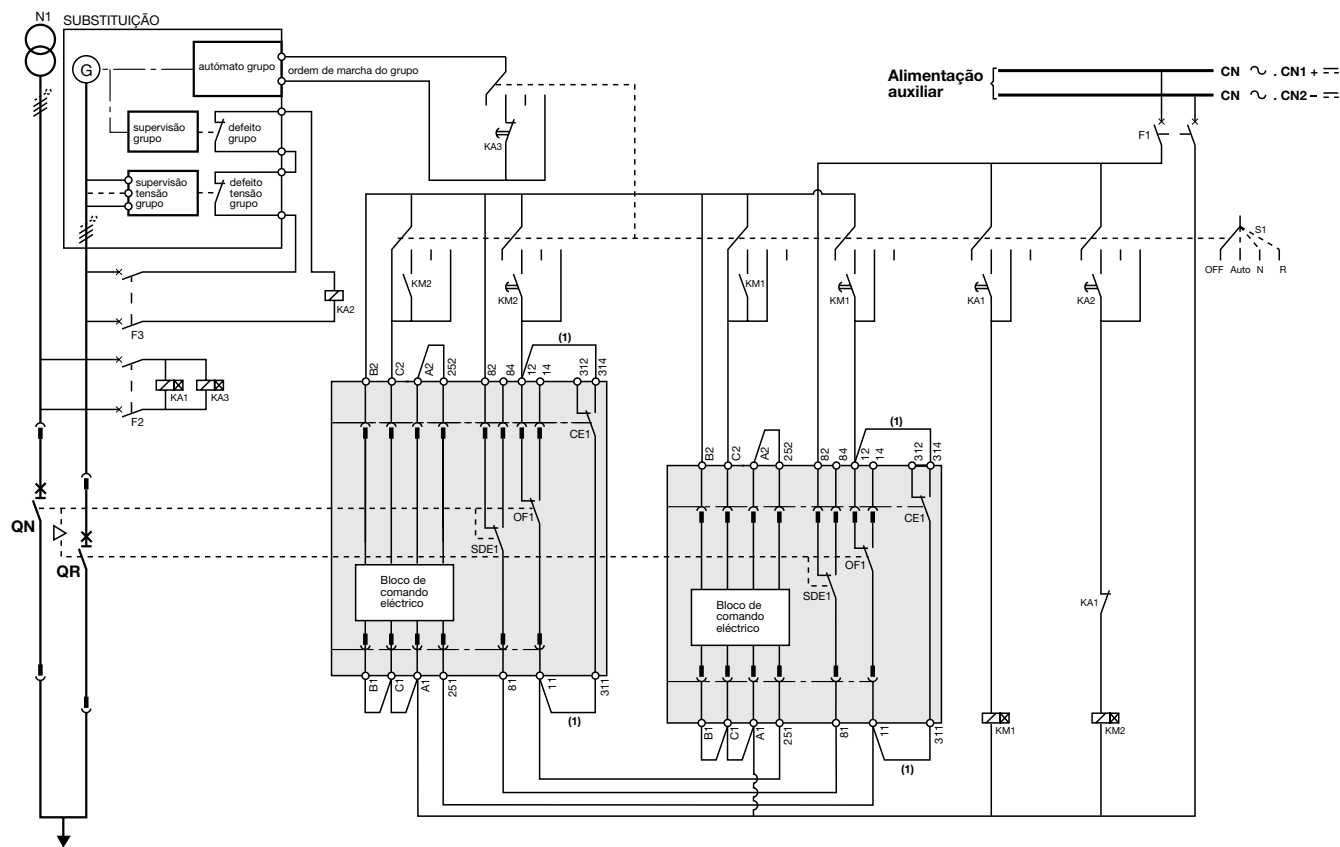 N1
SUBSTITUIÇÃO
G
autómato grupo
ordem de marcha do grupo
supervisão
grupo
defeito
grupo
supervisão
tensão
grupo
defeito
tensão
grupo
KA3
Alimentação
auxiliar
CN ~ . CN1 +
CN ~ . CN2 –
F1
S1
OFF Auto N R
KM2
KM2
KM1
KM1
KA1
KA2
KA2
F3
KA1
KA3
F2
(1)
B2
C2
A2
252
82
84
12
14
312
314
CE1
OF1
SDE1
Bloco de
comando
eléctrico
B1
C1
A1
251
81
11
311
(1)
(1)
B2
C2
A2
252
82
84
12
14
312
314
CE1
OF1
SDE1
Bloco de
comando
eléctrico
B1
C1
A1
251
81
11
311
(1)
QN
QR
KA1
KM1
KM2